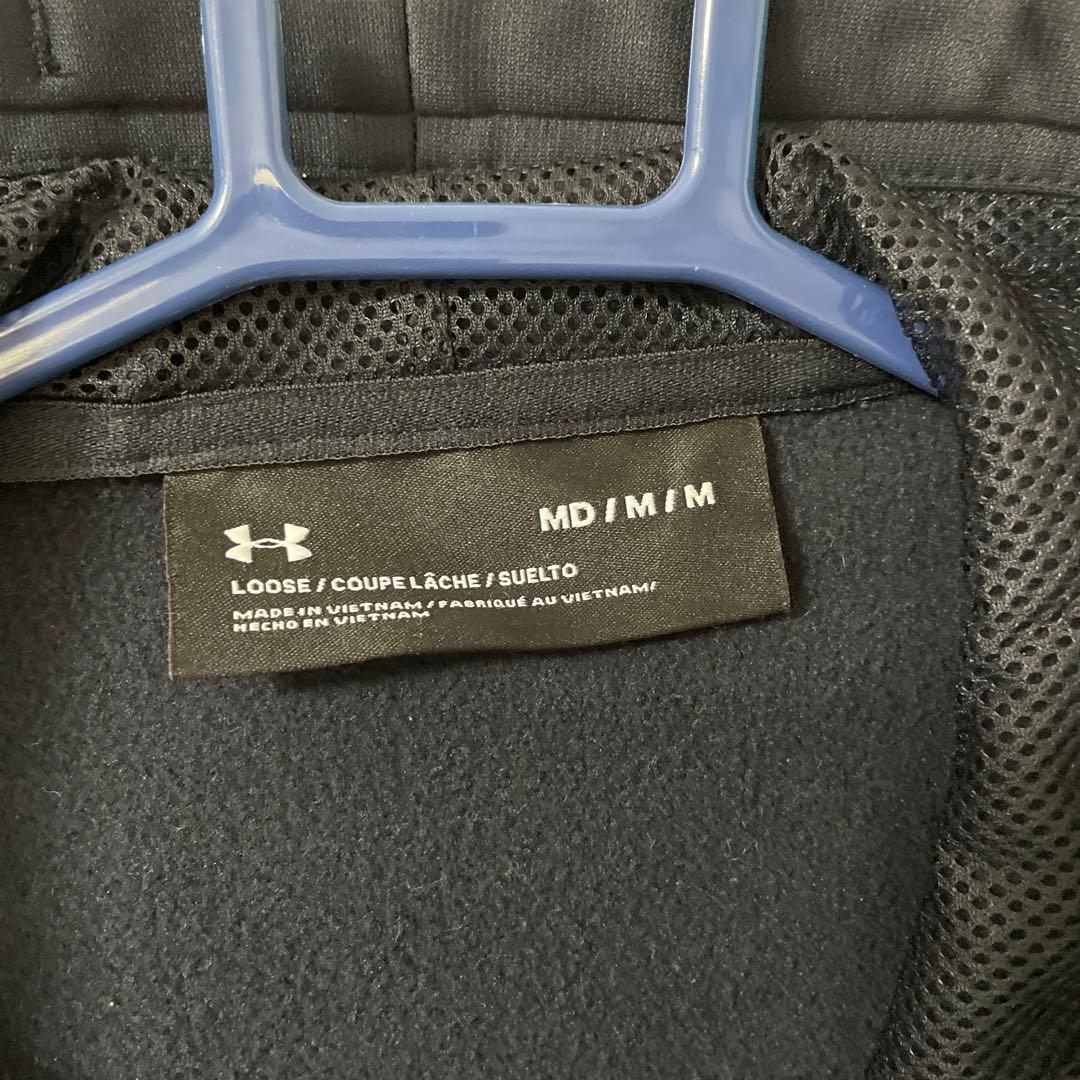 MD / M / M
LOOSE / COUPE LÂCHE / SUELTO
MADE IN VIETNAM / FABRIQUÉ AU VIETNAM/
HECHO EN VIETNAM